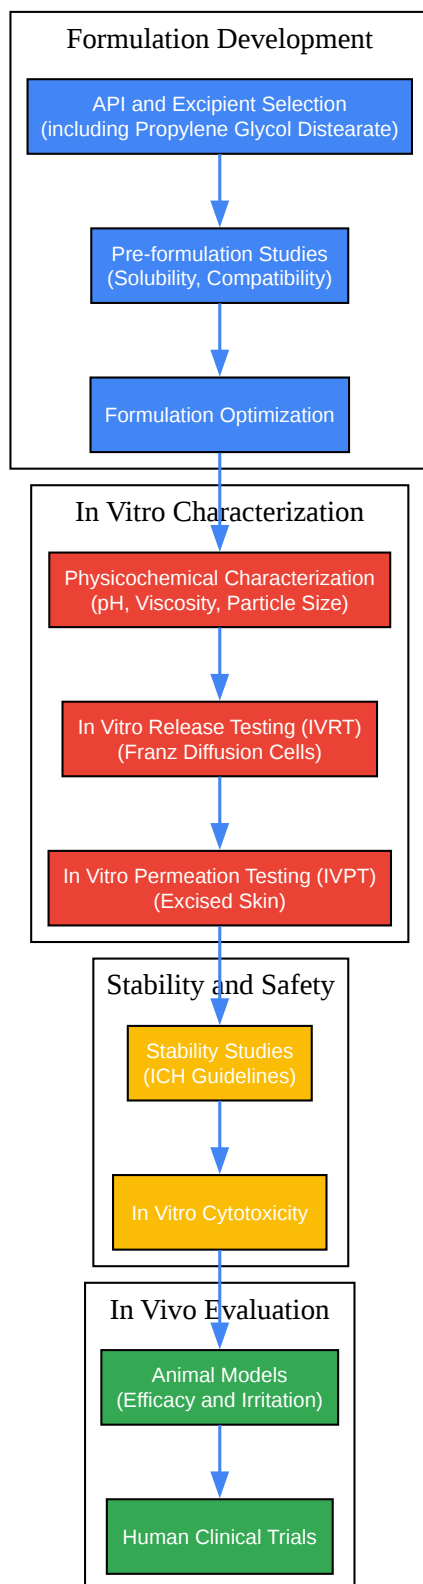 Formulation Development
API and Excipient Selection
(including Propylene Glycol Distearate)
Pre-formulation Studies
(Solubility, Compatibility)
Formulation Optimization
In Vitro Characterization
Physicochemical Characterization
(pH, Viscosity, Particle Size)
In Vitro Release Testing (IVRT)
(Franz Diffusion Cells)
In Vitro Permeation Testing (IVPT)
(Excised Skin)
Stability and Safety
Stability Studies
(ICH Guidelines)
In Vitro Cytotoxicity
In Vivo Evaluation
Animal Models
(Efficacy and Irritation)
Human Clinical Trials